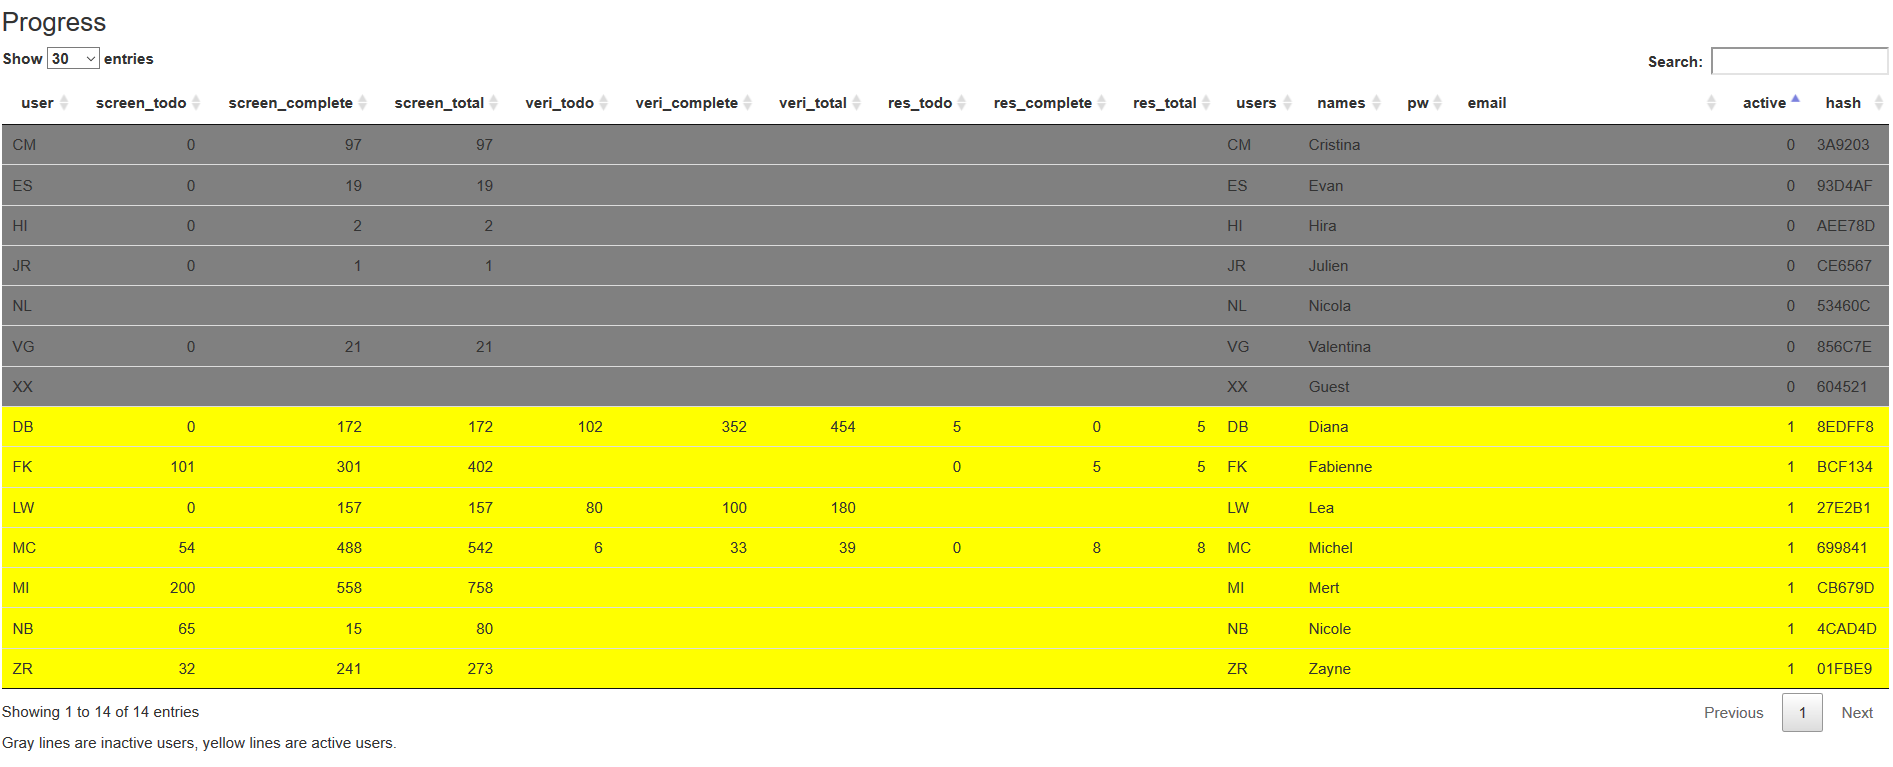 Progress
Show 30 entries Search:
user screen_todo screen_complete screen_total veri_todo veri_complete veri_total res_todo res_complete res_total users names pw email active hash
CM 0 97 97 CM Cristina 0 3A9203
ES 0 19 19 ES Evan 0 93D4AF
HI 0 2 2 HI Hira 0 AEE78D
JR 0 1 1 JR Julien 0 CE6567
NL NL Nicola 0 53460C
VG 0 21 21 VG Valentina 0 856C7E
XX XX Guest 0 604521
DB 0 172 172 102 352 454 5 0 5 DB Diana 1 8EDFF8
FK 101 301 402 0 5 5 FK Fabienne 1 BCF134
LW 0 157 157 80 100 180 LW Lea 1 27E2B1
MC 54 488 542 6 33 39 0 8 8 MC Michel 1 699841
MI 200 558 758 MI Mert 1 CB679D
NB 65 15 80 NB Nicole 1 4CAD4D
ZR 32 241 273 ZR Zayne 1 01FBE9
Showing 1 to 14 of 14 entries Previous 1 Next
Gray lines are inactive users, yellow lines are active users.